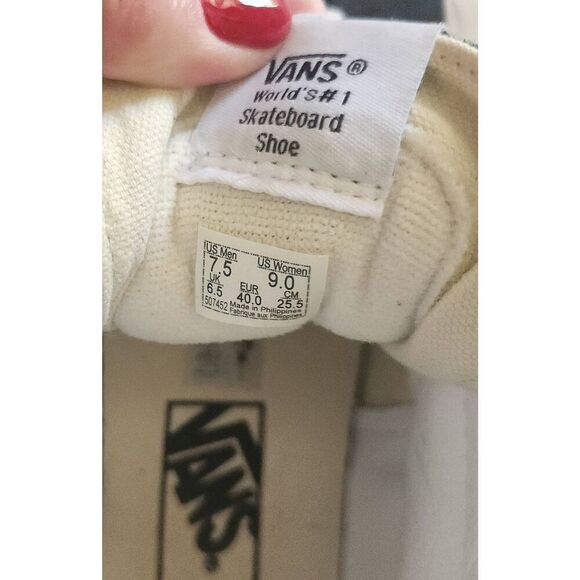 VANS®
World's#1
Skateboard
Shoe
US Men US Women
7.5 9.0
UK EUR CM
6.5 40.0 25.5
507452 Made in Philippines
Fabrique aux Philippines
VANS®